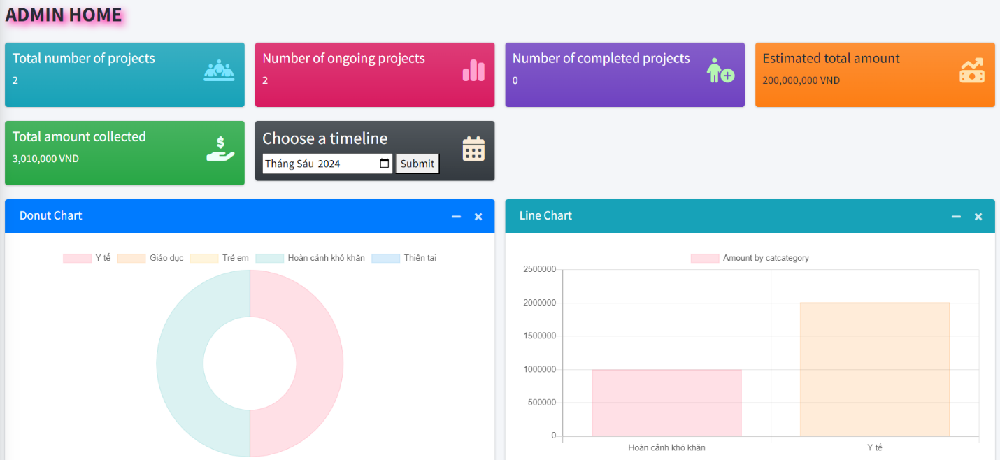 ADMIN HOME
Total number of projects
2
Number of ongoing projects
2
Number of completed projects
0
Estimated total amount
200,000,000 VND
Total amount collected
3,010,000 VND
Choose a timeline
Tháng Sáu 2024
Submit
Donut Chart
Y tế Giáo dục Trẻ em Hoàn cảnh khó khăn Thiên tai
Line Chart
Amount by catcategory
2500000
2000000
1500000
1000000
500000
0
Hoàn cảnh khó khăn Y tế